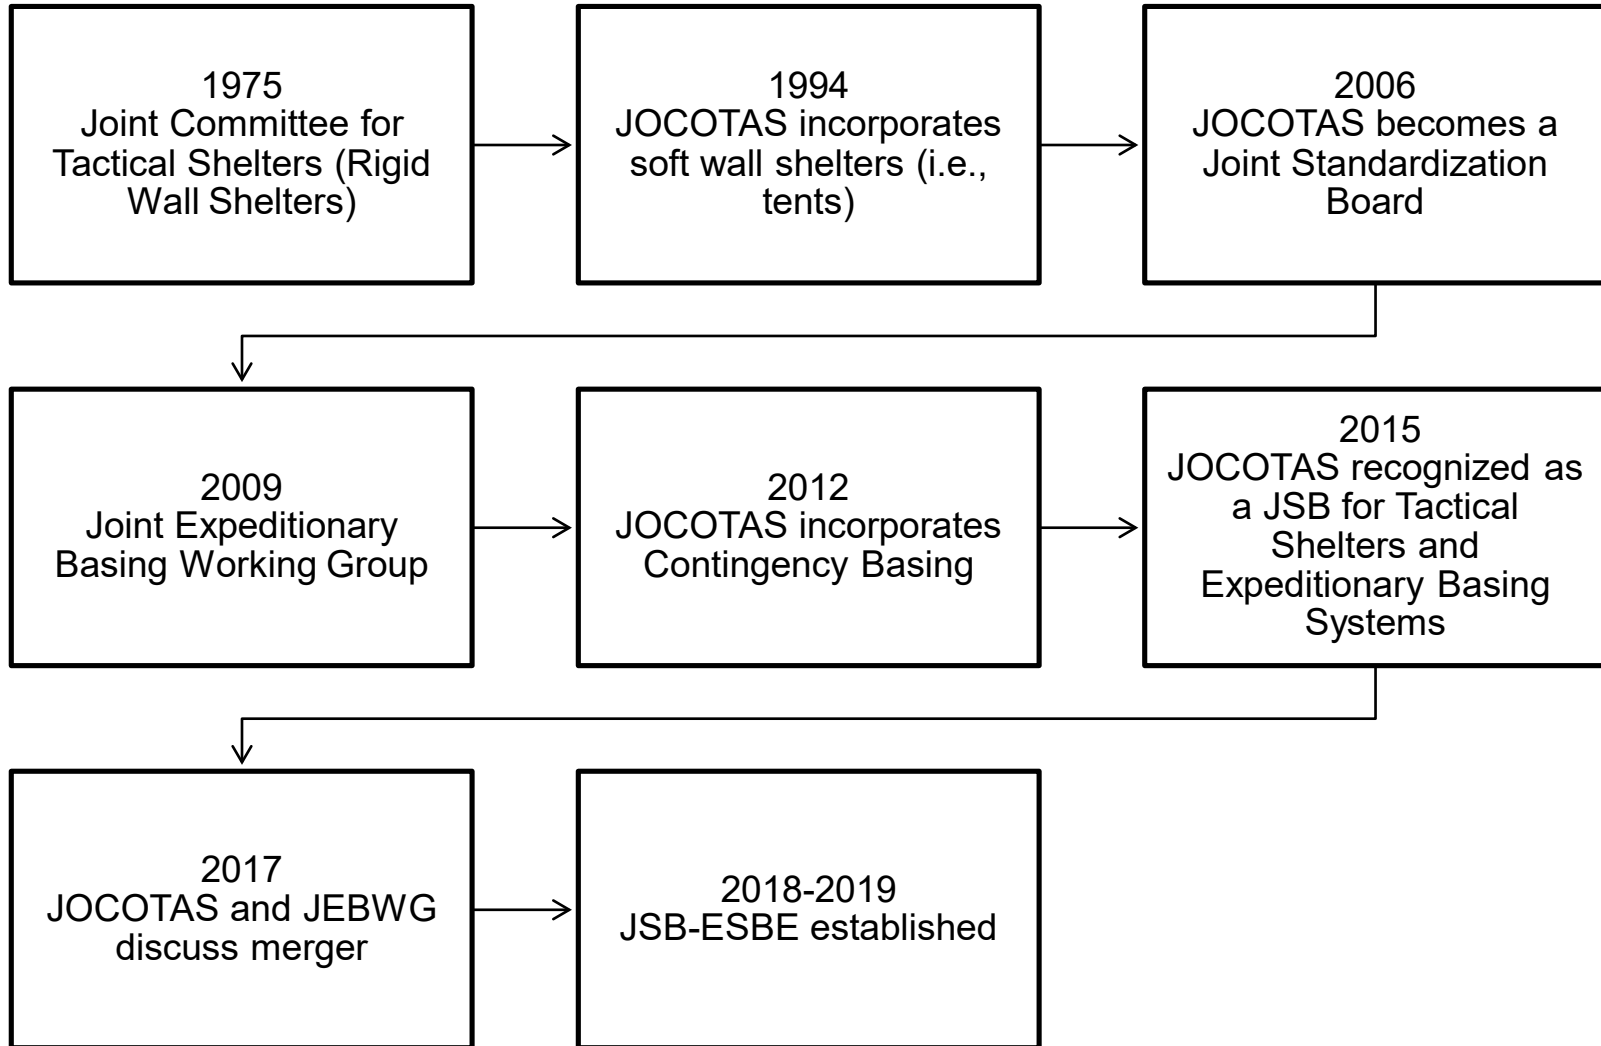 1975
Joint Committee for
Tactical Shelters (Rigid
Wall Shelters)
1994
JOCOTAS incorporates
soft wall shelters (i.e.,
tents)
2006
JOCOTAS becomes a
Joint Standardization
Board
2009
Joint Expeditionary
Basing Working Group
2012
JOCOTAS incorporates
Contingency Basing
2015
JOCOTAS recognized as
a JSB for Tactical
Shelters and
Expeditionary Basing
Systems
2017
JOCOTAS and JEBWG
discuss merger
2018-2019
JSB-ESBE established